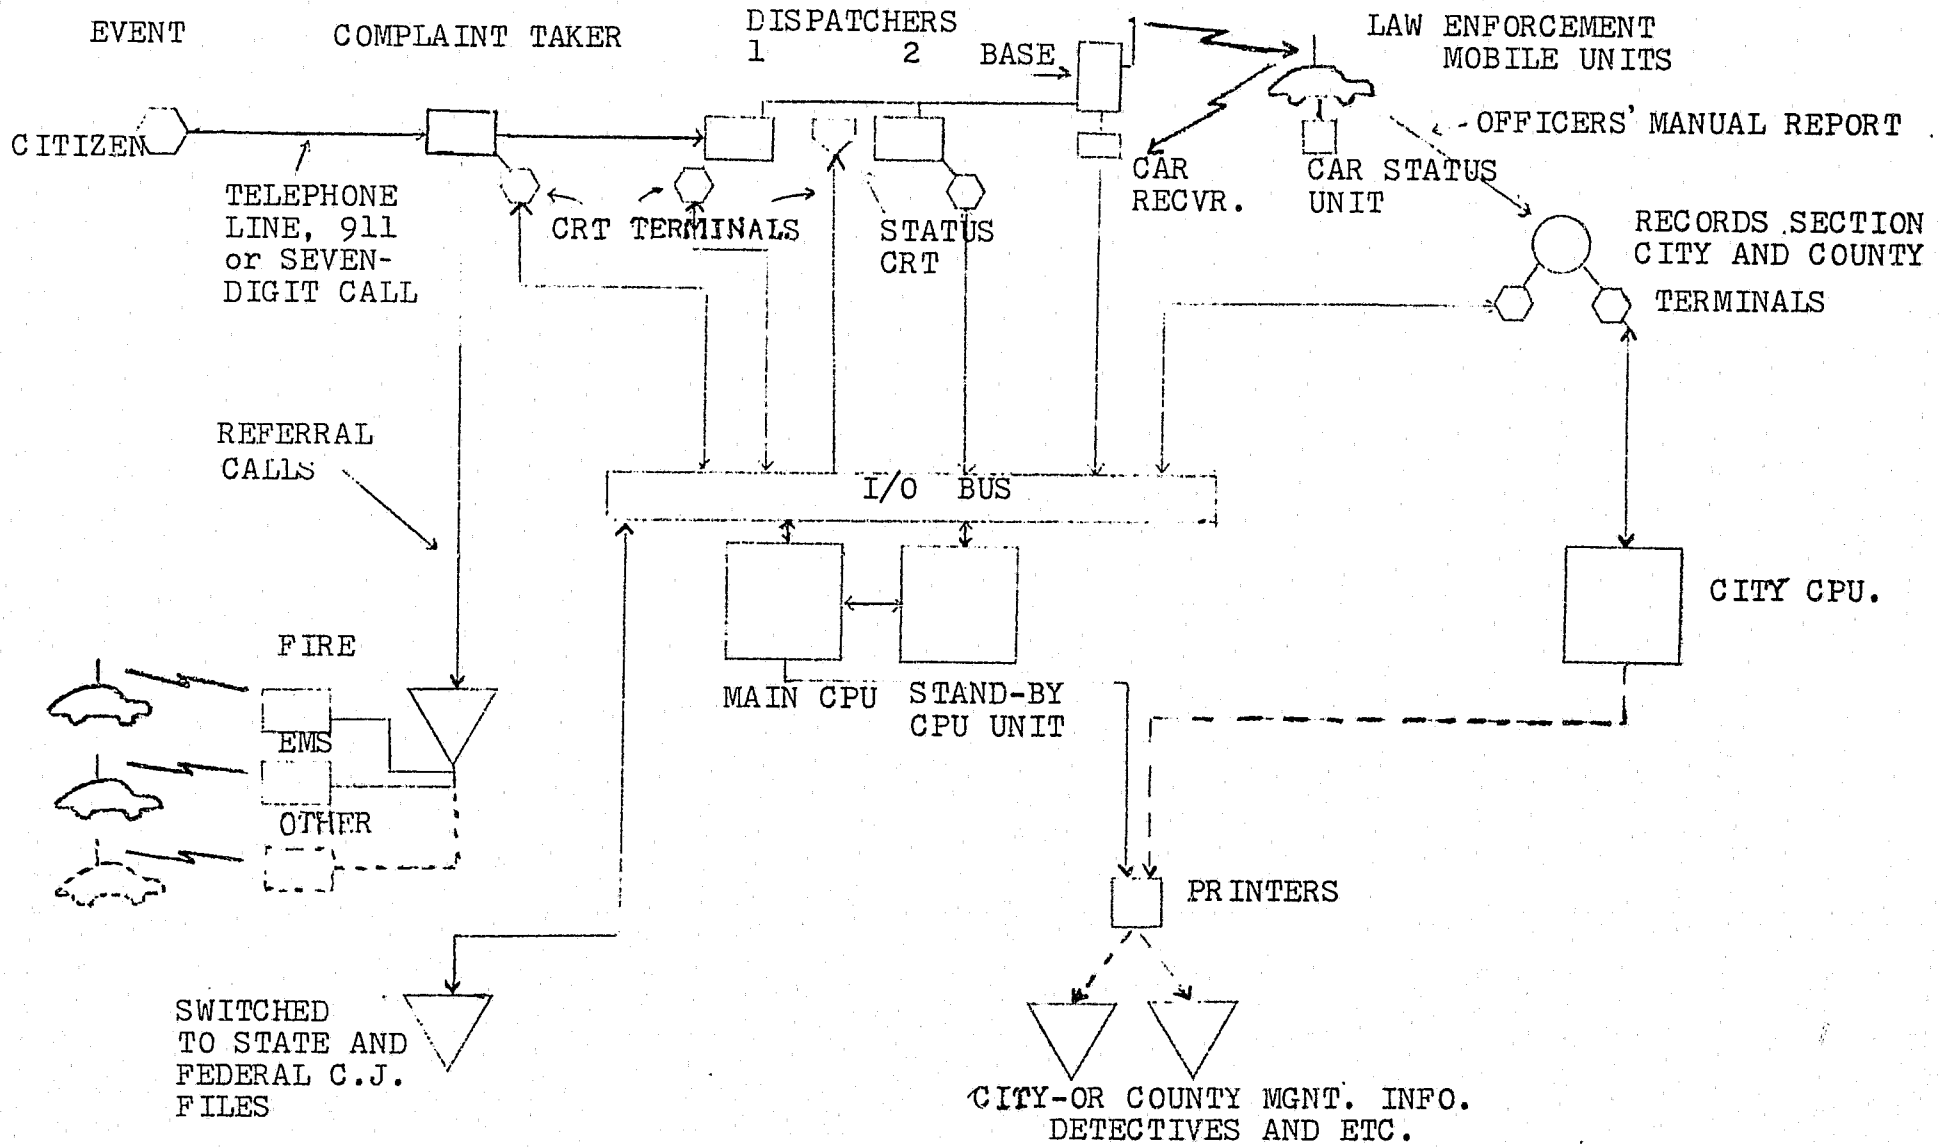 EVENT
COMPLAINT TAKER
DISPATCHERS
1 2
BASE
LAW ENFORCEMENT
MOBILE UNITS
CITIZEN
OFFICERS' MANUAL REPORT
TELEPHONE
LINE, 911
or SEVEN-
DIGIT CALL
CRT TERMINALS
STATUS
CRT
CAR
RECVR.
CAR STATUS
UNIT
RECORDS SECTION
CITY AND COUNTY
TERMINALS
REFERRAL
CALLS
I/O BUS
MAIN CPU
STAND-BY
CPU UNIT
CITY CPU.
FIRE
EMS
OTHER
PRINTERS
SWITCHED
TO STATE AND
FEDERAL C.J.
FILES
CITY-OR COUNTY MGNT. INFO.
DETECTIVES AND ETC.